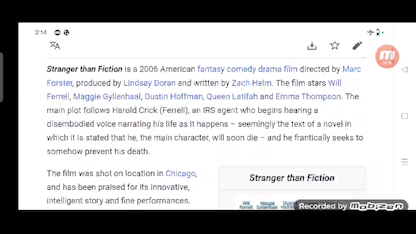 2:14
Stranger than Fiction is a 2006 American fantasy comedy drama film directed by Marc
Forster, produced by Lindsay Doran and written by Zach Helm. The film stars Will
Ferrell, Maggie Gyllenhaal, Dustin Hoffman, Queen Latifah and Emma Thompson. The
main plot follows Harold Crick (Ferrell), an IRS agent who begins hearing a
disembodied voice narrating his life as it happens – seemingly the text of a novel in
which it is stated that he, the main character, will soon die – and he frantically seeks to
somehow prevent his death.
The film was shot on location in Chicago,
and has been praised for its innovative,
intelligent story and fine performances.
Stranger than Fiction
Will
Ferrell
Maggie
Gyllenhaal
Recorded by Mobizen